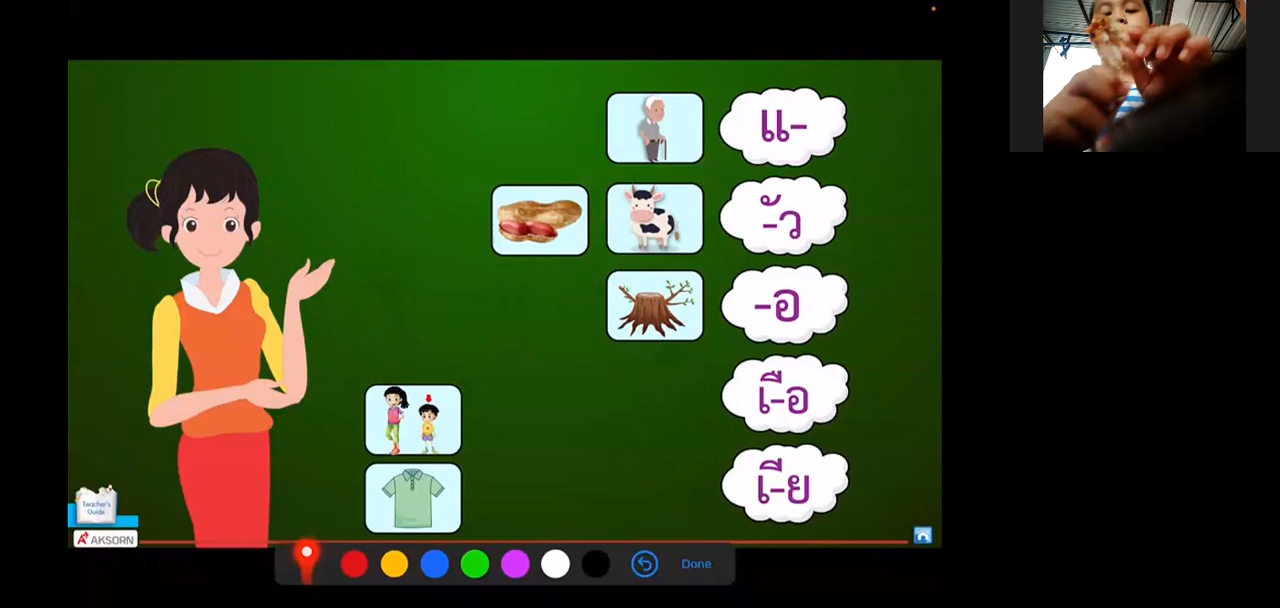 แ-
-ัว
-อ
เ-ือ
เ-ีย
Teacher's
Guide
AKSORN
Done